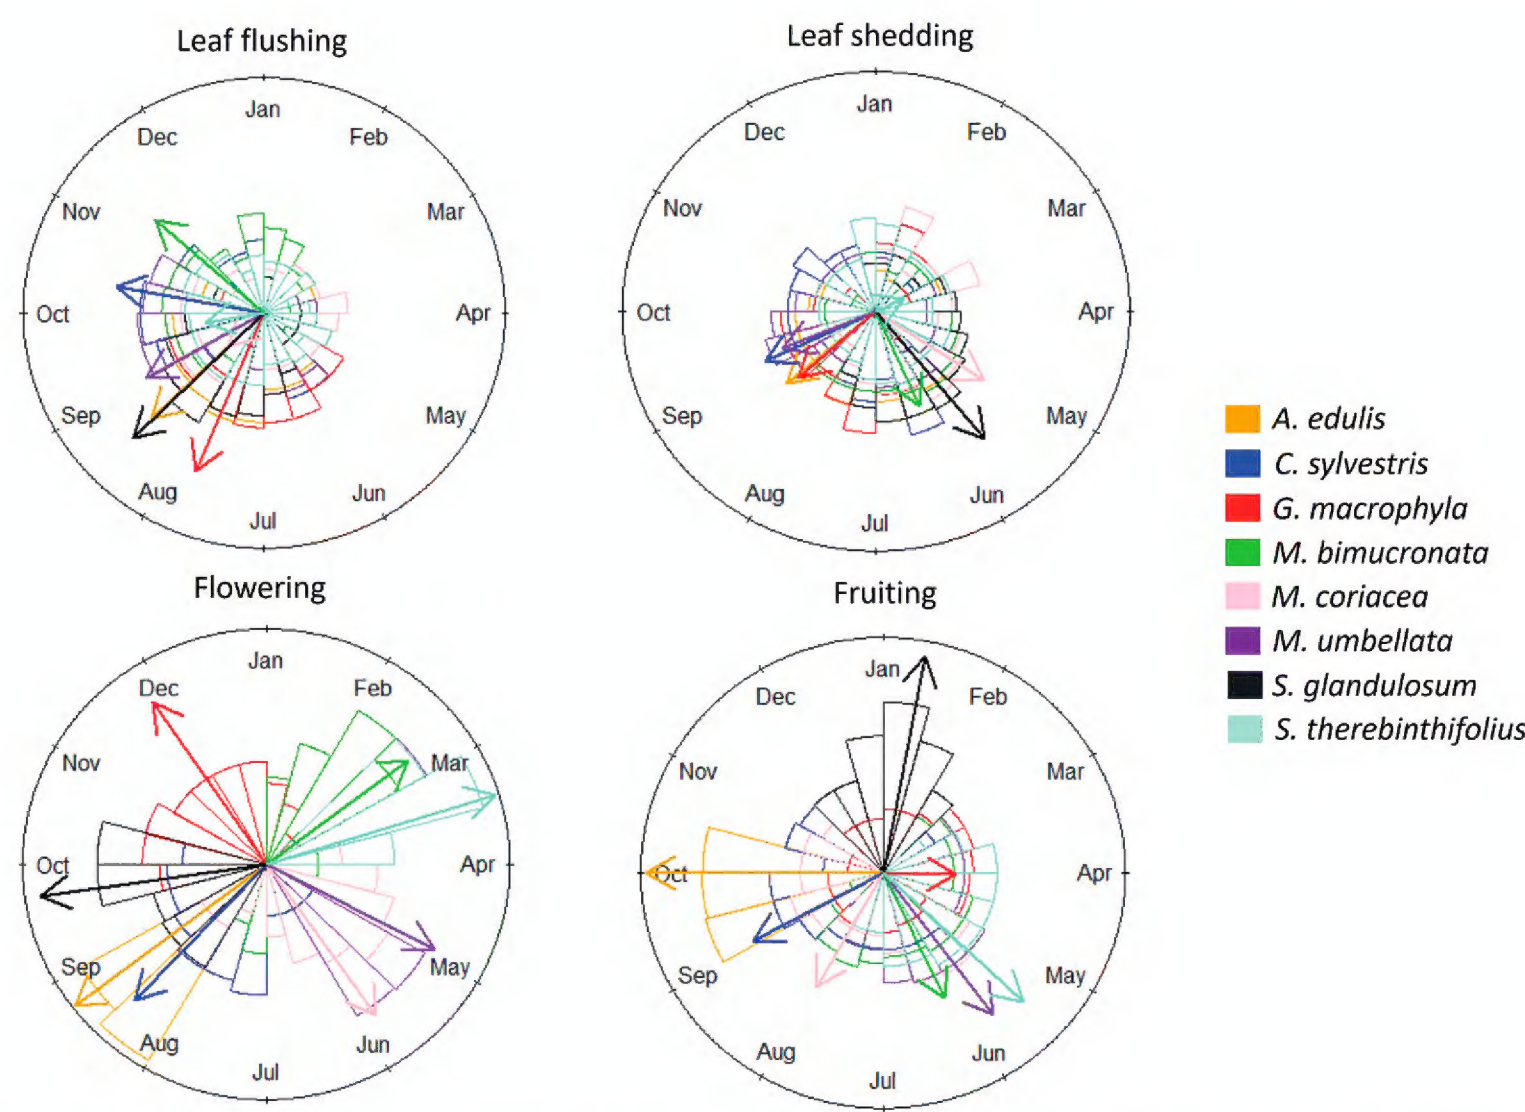 Leaf flushing
Jan
Feb
Mar
Apr
May
Jun
Jul
Aug
Sep
Oct
Nov
Dec
Leaf shedding
Jan
Feb
Mar
Apr
May
Jun
Jul
Aug
Sep
Oct
Nov
Dec
Flowering
Jan
Feb
Mar
Apr
May
Jun
Jul
Aug
Sep
Oct
Nov
Dec
Fruiting
Jan
Feb
Mar
Apr
May
Jun
Jul
Aug
Sep
Oct
Nov
Dec
A. edulis
C. sylvestris
G. macrophyla
M. bimucronata
M. coriacea
M. umbellata
S. glandulosum
S. therebinthifolius